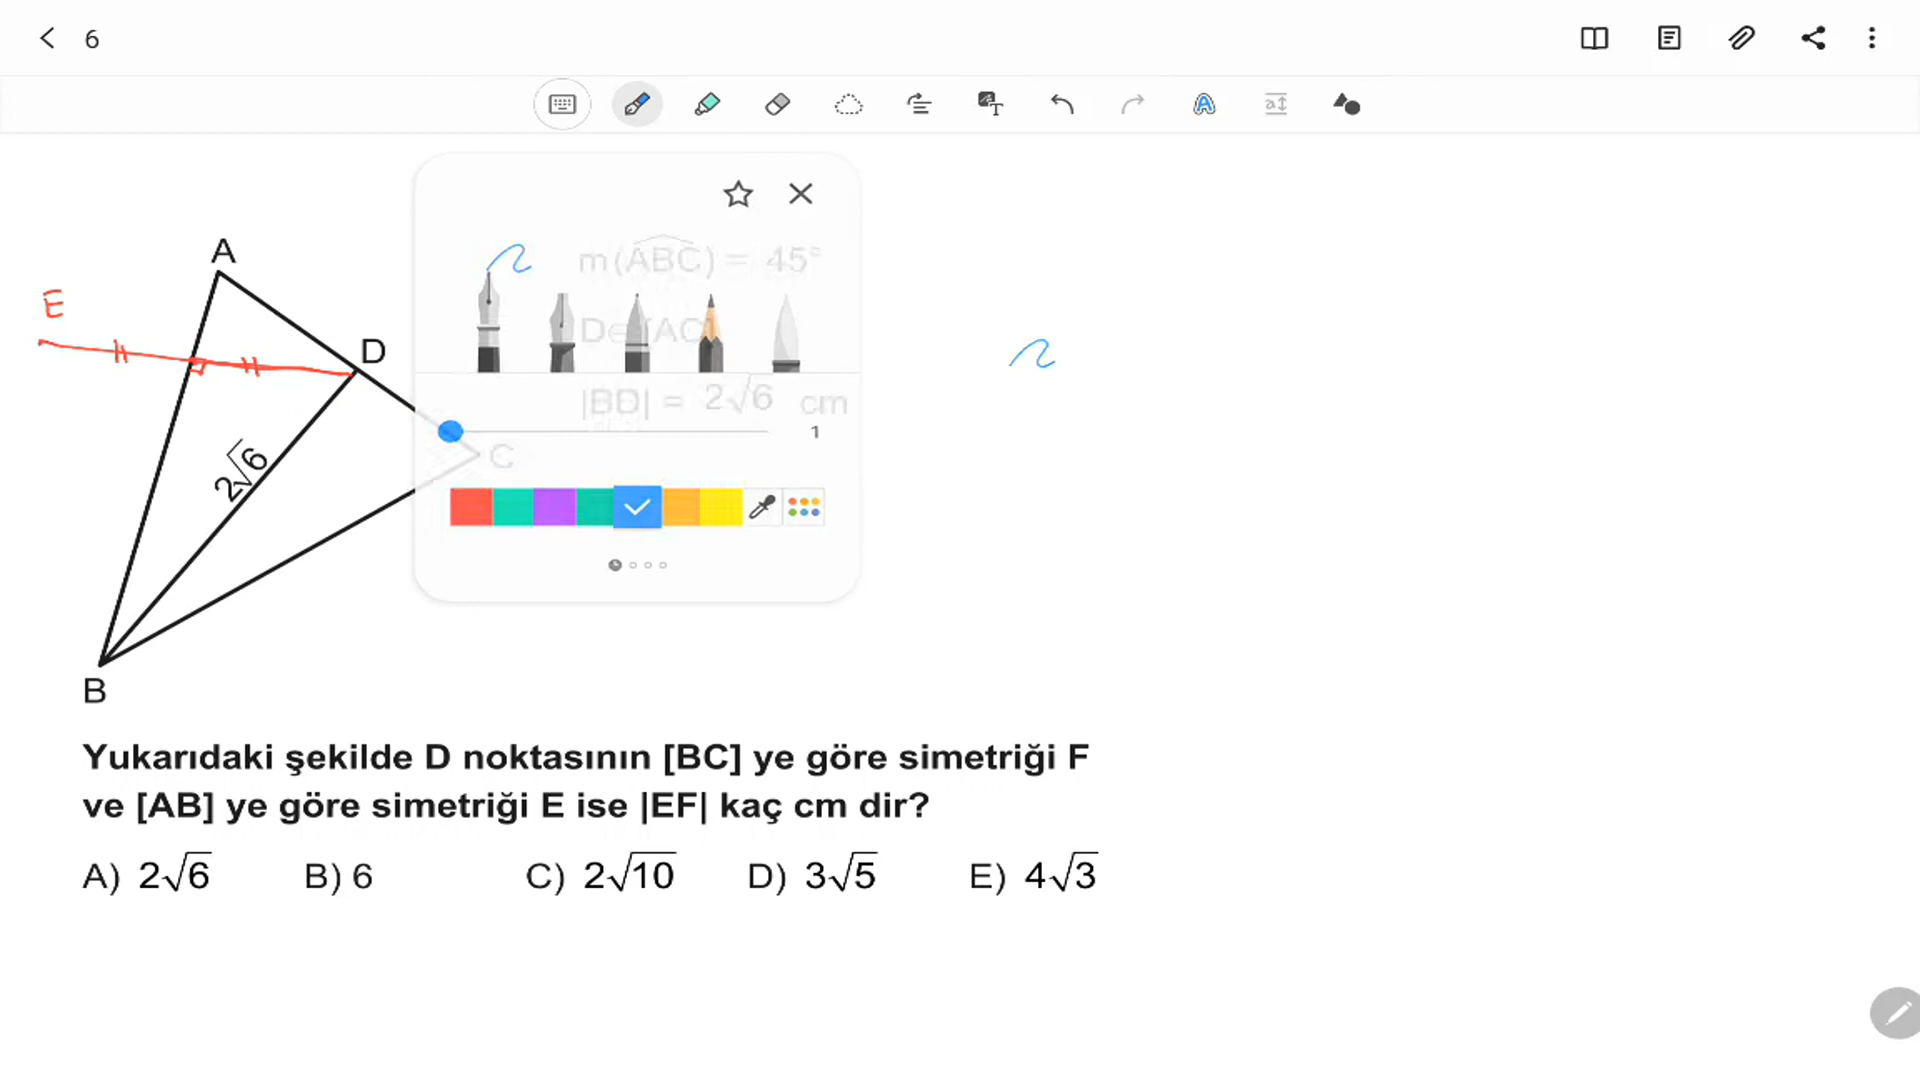 6
A
E
D
m(ABC) = 45°
D∈[AC]
|BD| = 2√6 cm
1
C
2√6
B
Yukarıdaki şekilde D noktasının [BC] ye göre simetriği F
ve [AB] ye göre simetriği E ise |EF| kaç cm dir?
A) 2√6 B) 6 C) 2√10 D) 3√5 E) 4√3